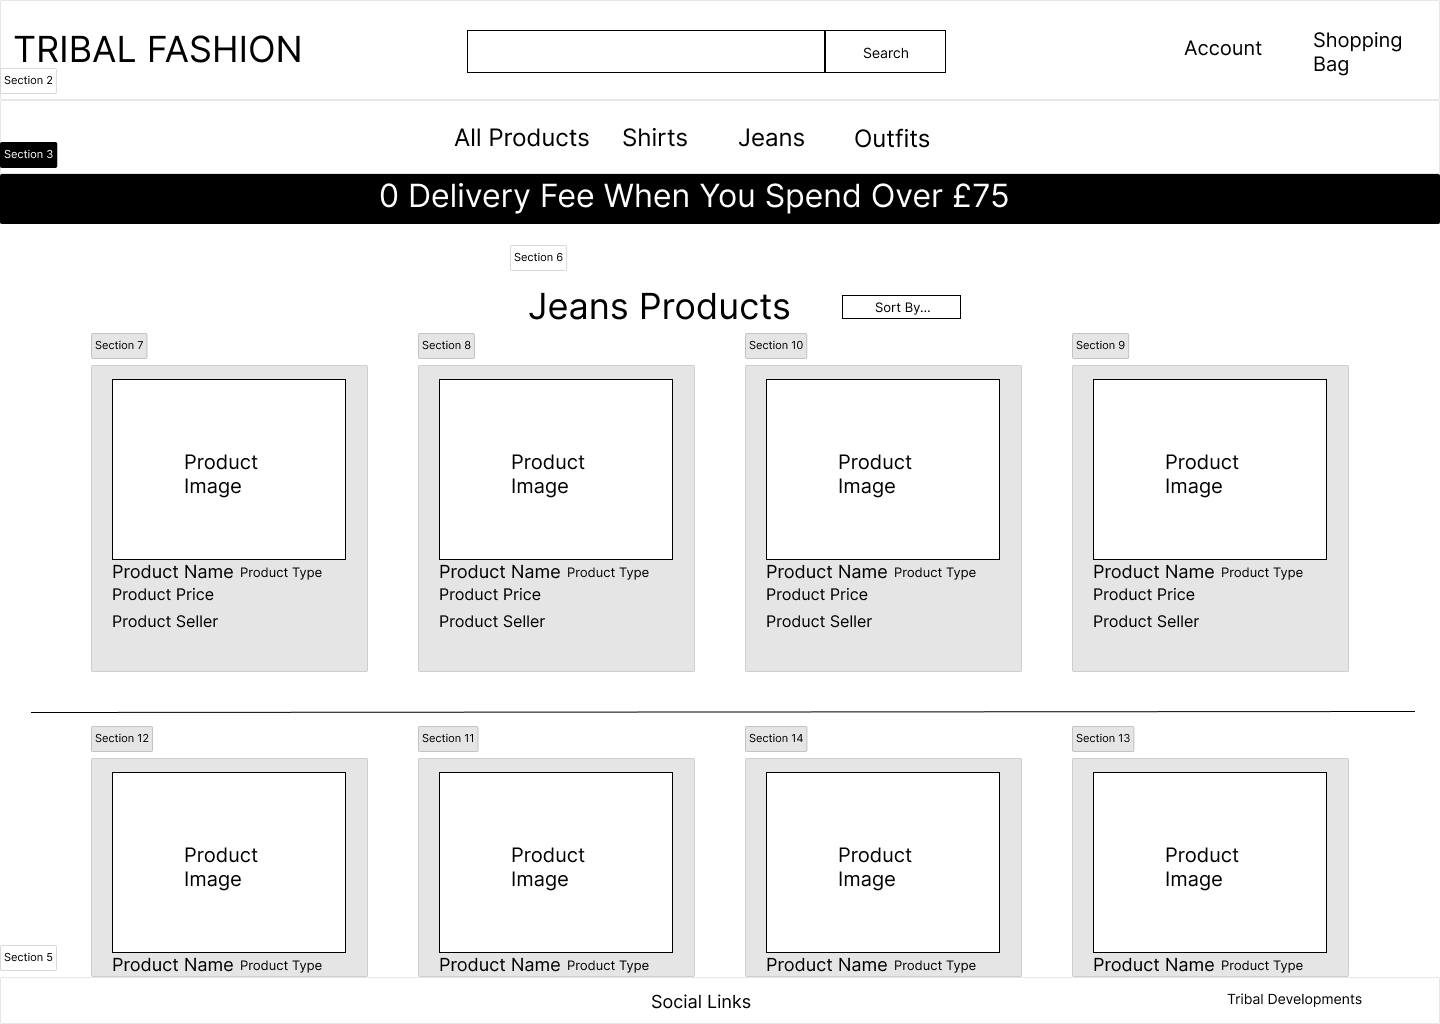 TRIBAL FASHION
Search
Account
Shopping
Bag
Section 2
All Products Shirts Jeans Outfits
Section 3
0 Delivery Fee When You Spend Over £75
Section 6
Jeans Products
Sort By...
Section 7 Section 8 Section 10 Section 9
Product
Image
Product
Image
Product
Image
Product
Image
Product Name Product Type
Product Price
Product Seller
Product Name Product Type
Product Price
Product Seller
Product Name Product Type
Product Price
Product Seller
Product Name Product Type
Product Price
Product Seller
Section 12 Section 11 Section 14 Section 13
Product
Image
Product
Image
Product
Image
Product
Image
Section 5
Product Name Product Type
Product Name Product Type
Product Name Product Type
Product Name Product Type
Social Links
Tribal Developments